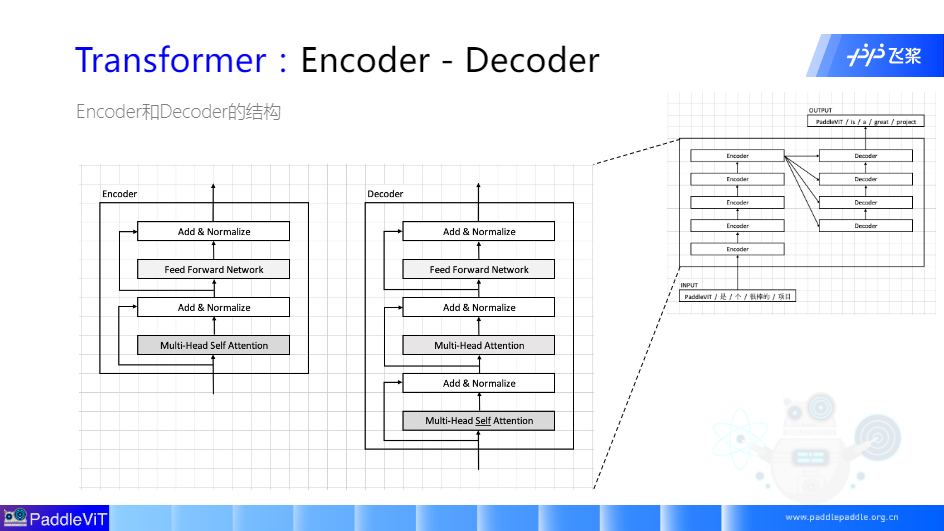 Transformer：Encoder - Decoder
飞桨
Encoder和Decoder的结构
Encoder
Add & Normalize
Feed Forward Network
Add & Normalize
Multi-Head Self Attention
Decoder
Add & Normalize
Feed Forward Network
Add & Normalize
Multi-Head Attention
Add & Normalize
Multi-Head Self Attention
OUTPUT
PaddleViT / is / a / great / project
Encoder
Encoder
Encoder
Encoder
Encoder
Decoder
Decoder
Decoder
Decoder
INPUT
PaddleViT / 是 / 个 / 很棒的 / 项目
PaddleViT
www.paddlepaddle.org.cn